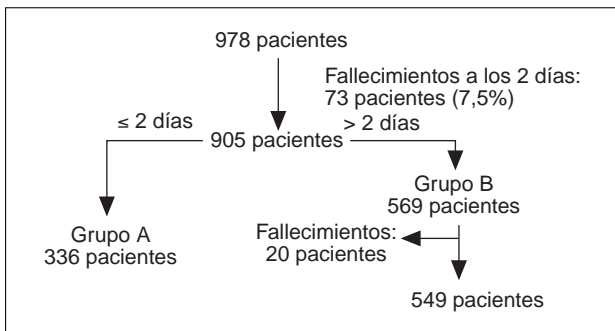 978 pacientes
Fallecimientos a los 2 días:
73 pacientes (7,5%)
≤ 2 días
905 pacientes
> 2 días
Grupo A
336 pacientes
Grupo B
569 pacientes
Fallecimientos:
20 pacientes
549 pacientes